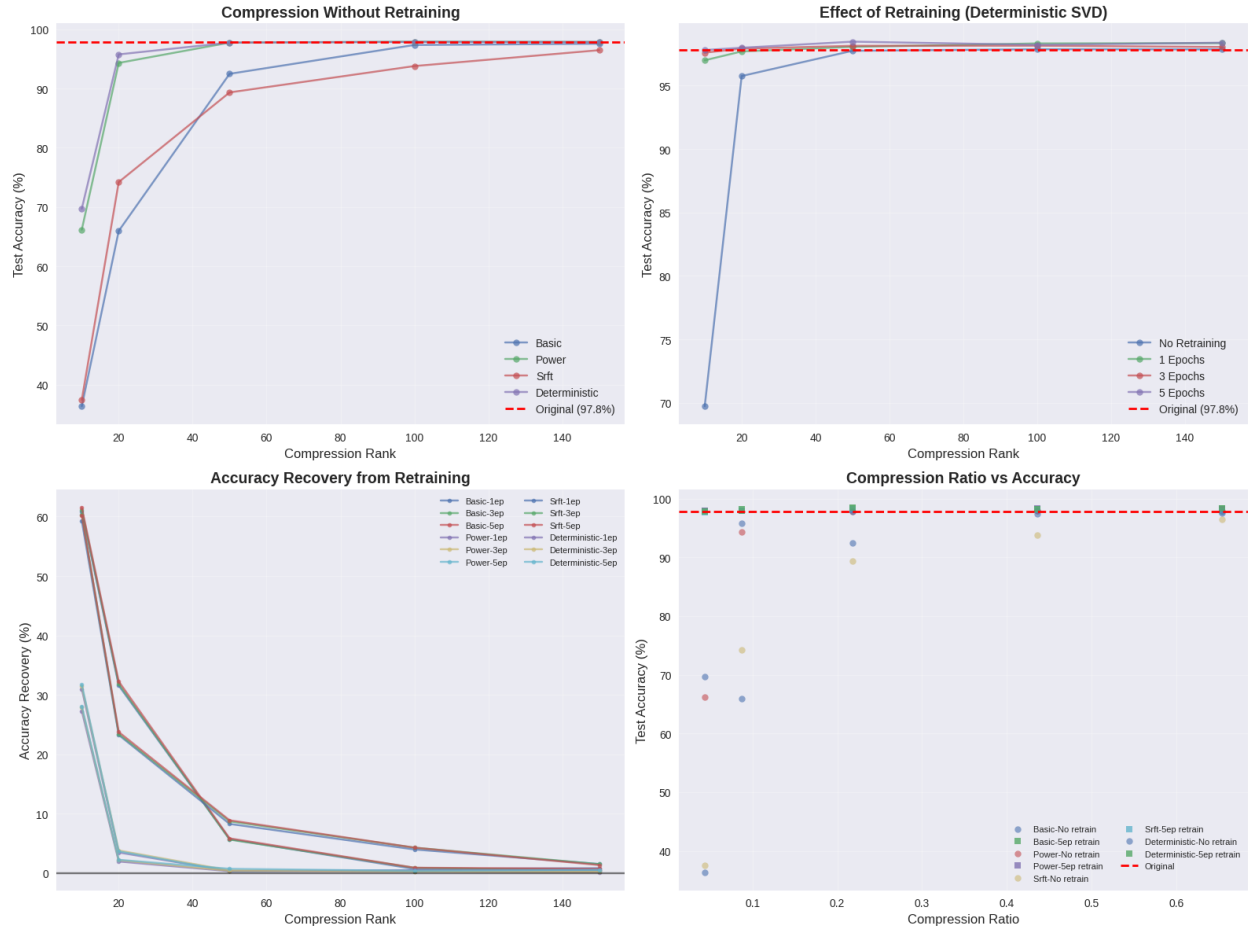 Compression Without Retraining
100
90
80
70
60
50
40
Test Accuracy (%)
20
40
60
80
100
120
140
Compression Rank
Basic
Power
Srft
Deterministic
Original (97.8%)
Effect of Retraining (Deterministic SVD)
95
90
85
80
75
70
Test Accuracy (%)
20
40
60
80
100
120
140
Compression Rank
No Retraining
1 Epochs
3 Epochs
5 Epochs
Original (97.8%)
Accuracy Recovery from Retraining
60
50
40
30
20
10
0
Accuracy Recovery (%)
20
40
60
80
100
120
140
Compression Rank
Basic-1ep
Basic-3ep
Basic-5ep
Power-1ep
Power-3ep
Power-5ep
Srft-1ep
Srft-3ep
Srft-5ep
Deterministic-1ep
Deterministic-3ep
Deterministic-5ep
Compression Ratio vs Accuracy
100
90
80
70
60
50
40
Test Accuracy (%)
0.1
0.2
0.3
0.4
0.5
0.6
Compression Ratio
Basic-No retrain
Basic-5ep retrain
Power-No retrain
Power-5ep retrain
Srft-No retrain
Srft-5ep retrain
Deterministic-No retrain
Deterministic-5ep retrain
Original